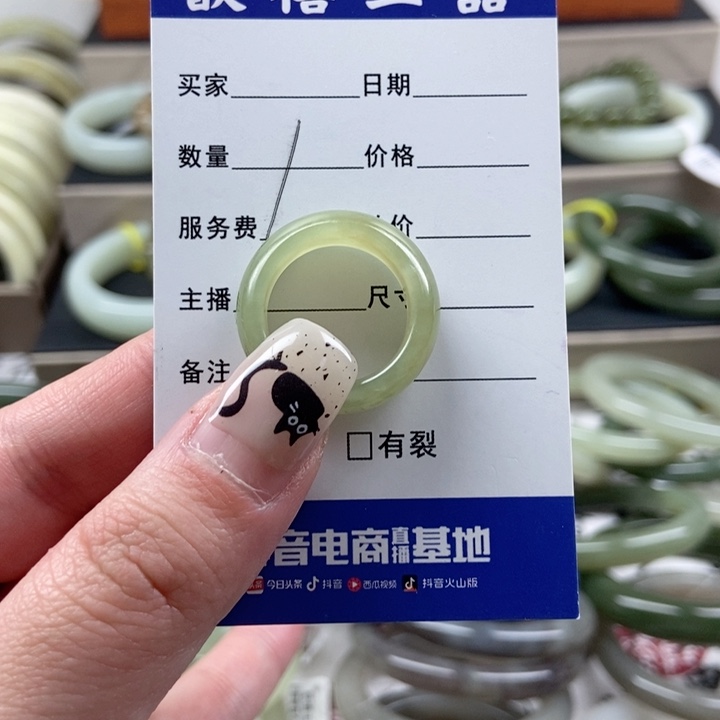 买家 日期
数量 价格
服务费 价
主播 尺寸
备注
□有裂
音电商直播基地
今日头条 抖音 西瓜视频 抖音火山版